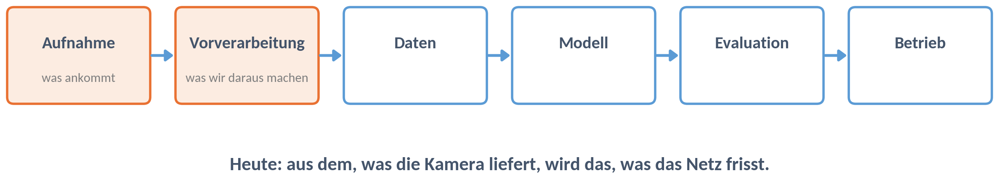 Aufnahme
was ankommt
Vorverarbeitung
was wir daraus machen
Daten
Modell
Evaluation
Betrieb
Heute: aus dem, was die Kamera liefert, wird das, was das Netz frisst.